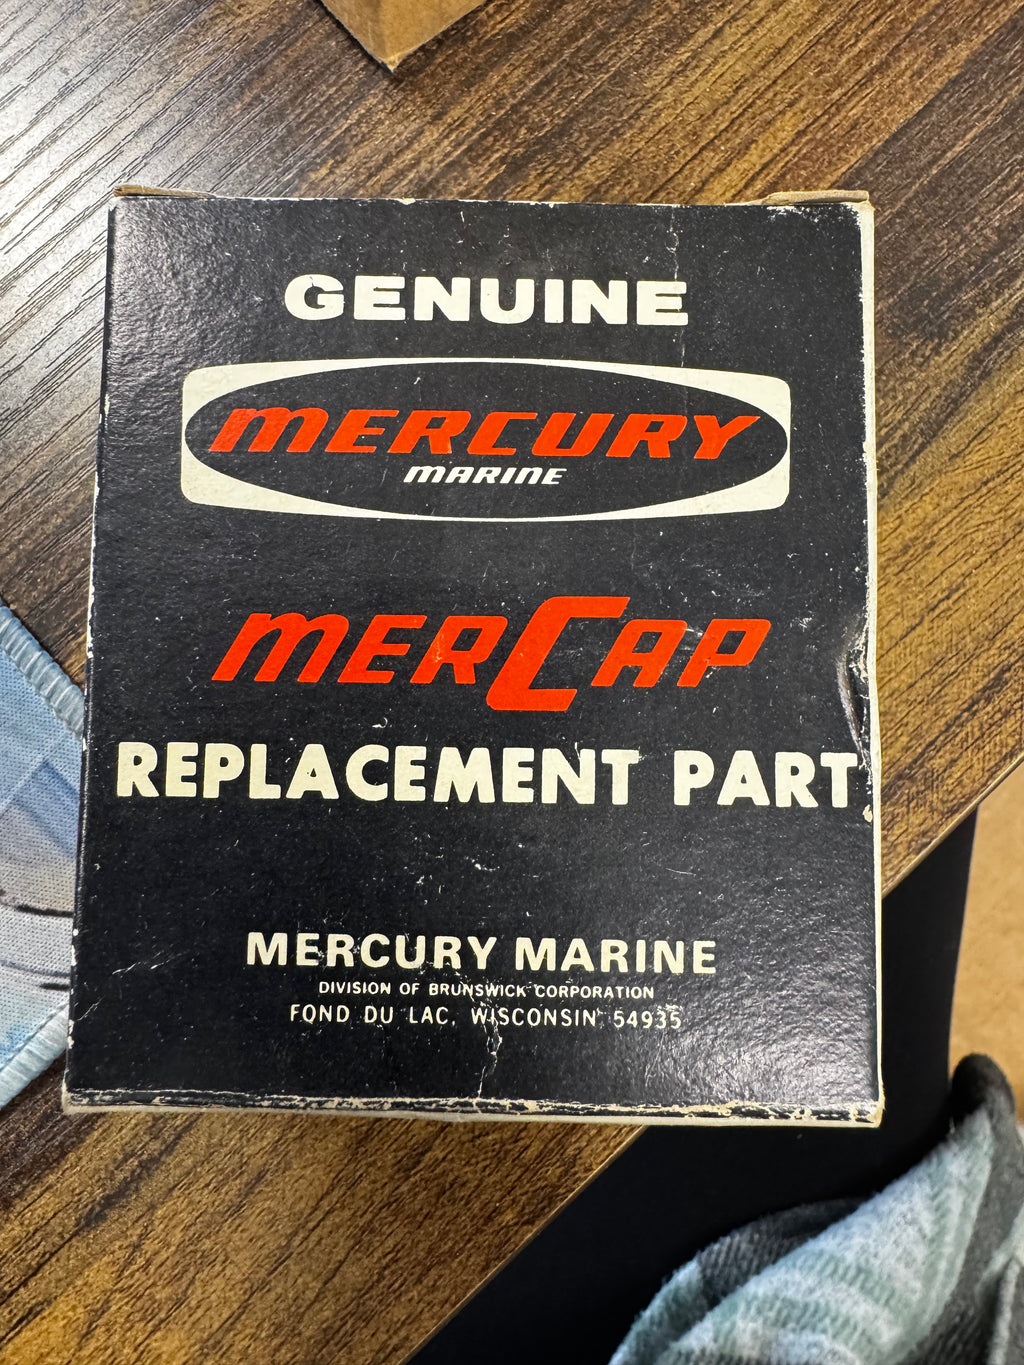 GENUINE
MERCURY
MARINE
MERCAP
REPLACEMENT PART
MERCURY MARINE
DIVISION OF BRUNSWICK CORPORATION
FOND DU LAC, WISCONSIN 54935